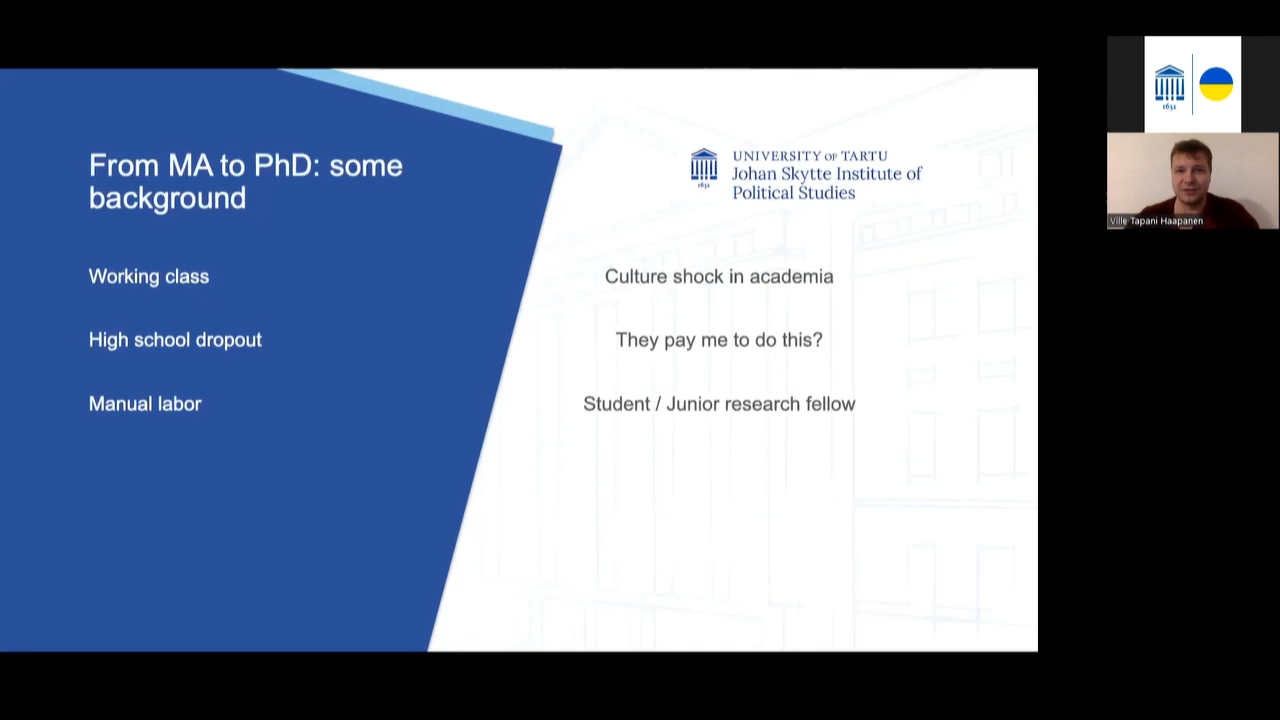 From MA to PhD: some
background
Working class
High school dropout
Manual labor
1632
UNIVERSITY OF TARTU
Johan Skytte Institute of
Political Studies
Culture shock in academia
They pay me to do this?
Student / Junior research fellow
1632
Ville Tapani Haapanen